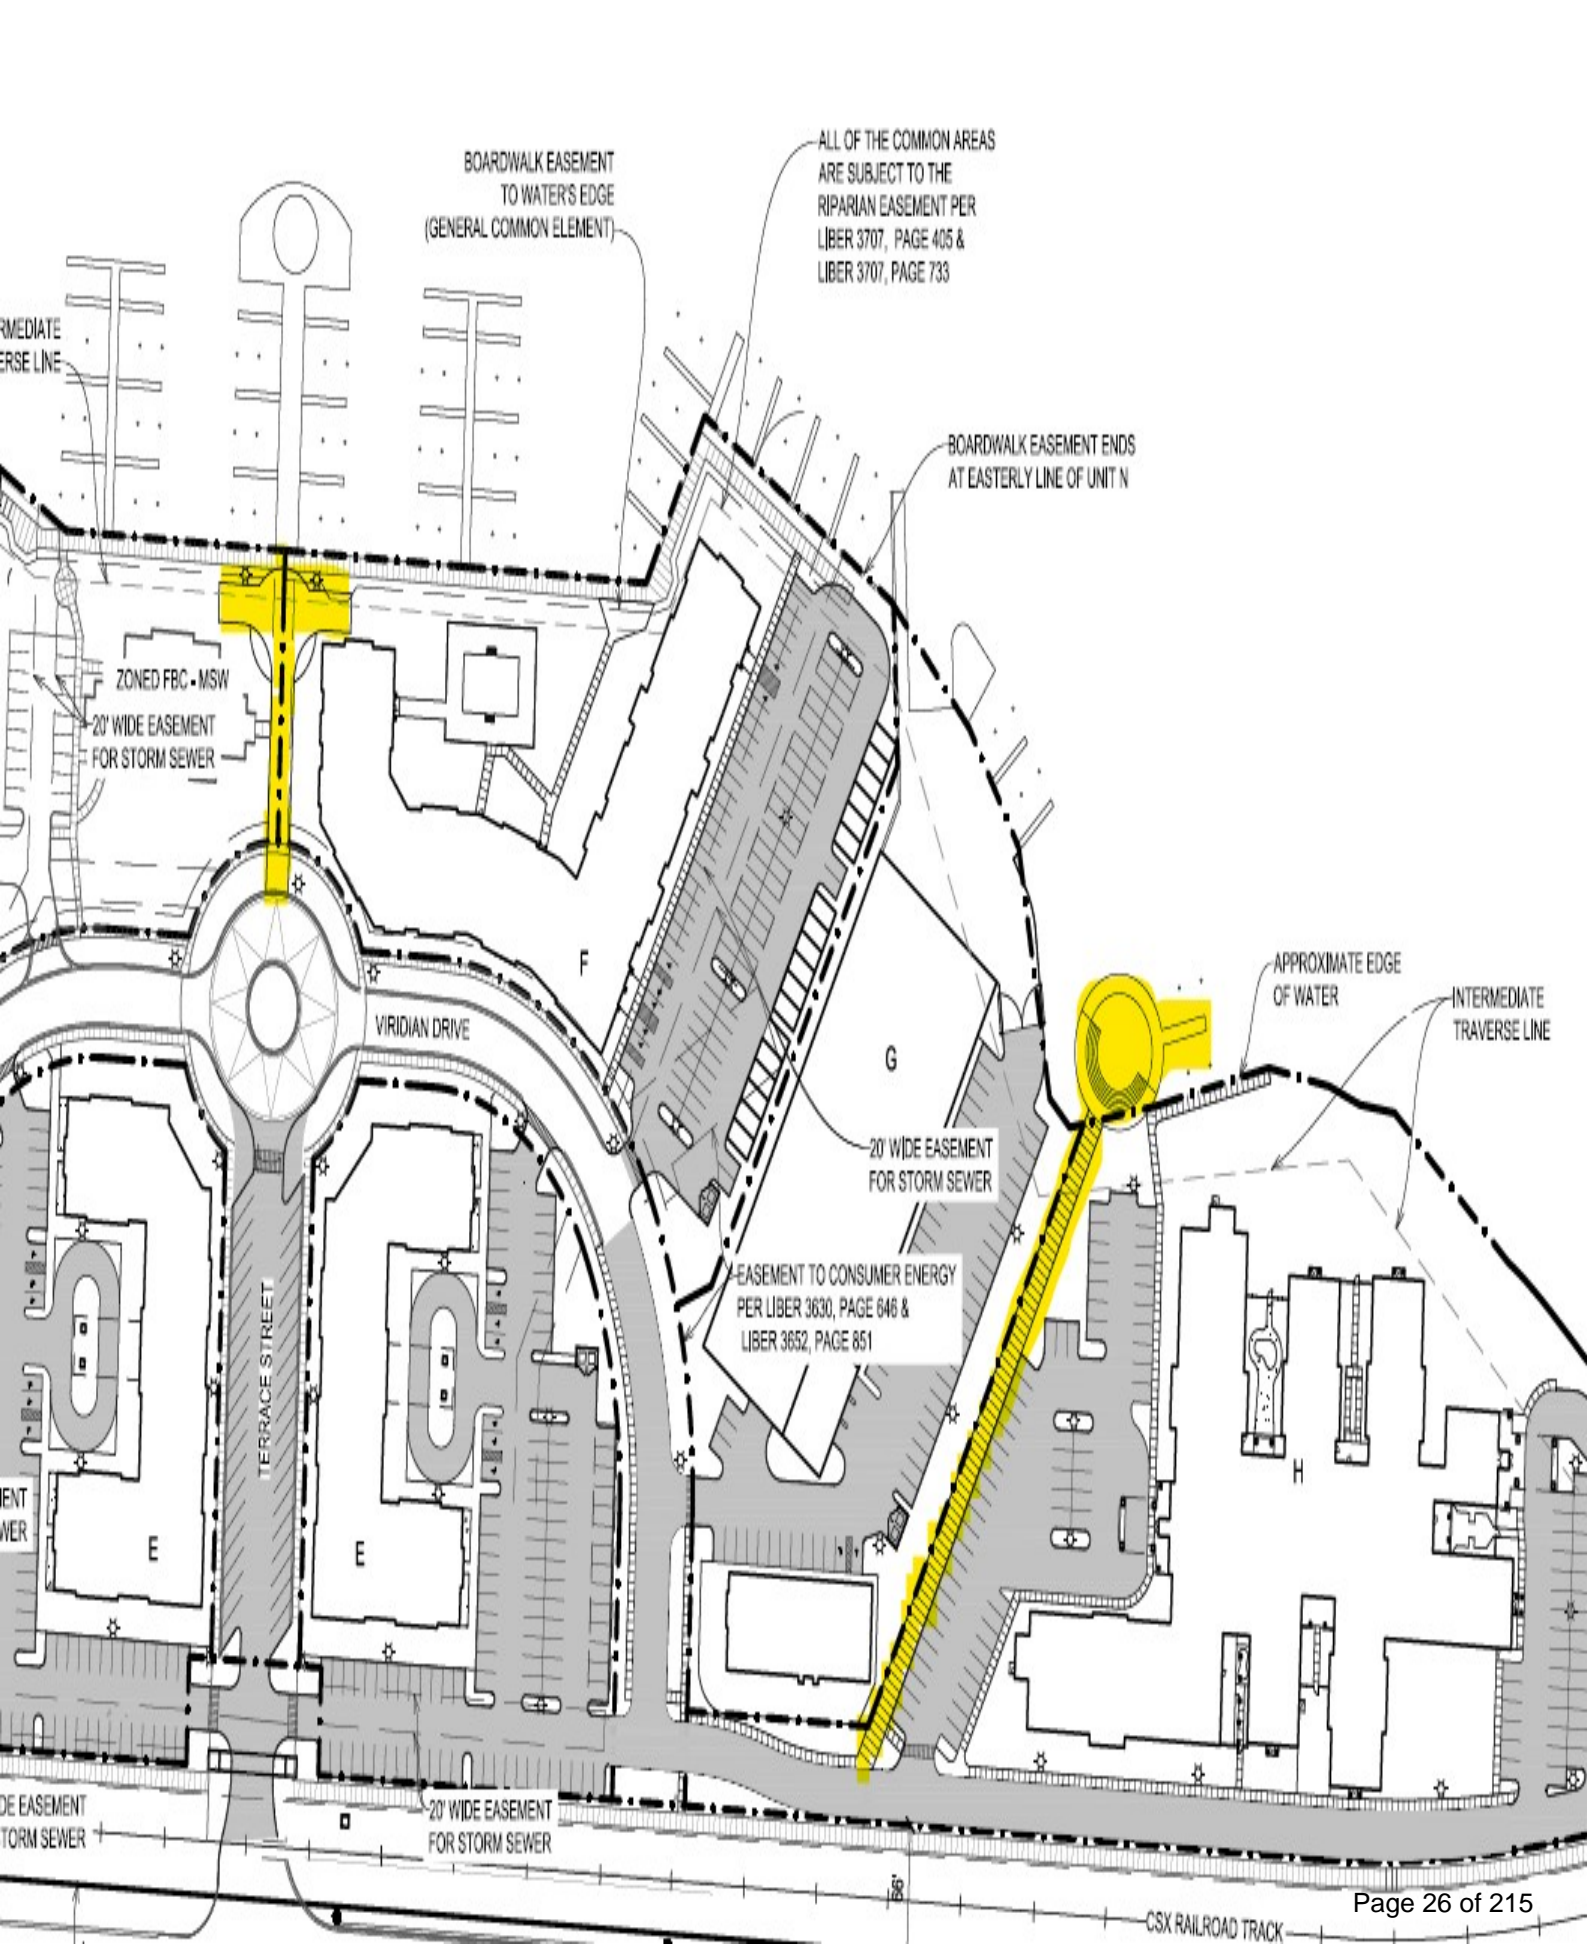 ALL OF THE COMMON AREAS
ARE SUBJECT TO THE
RIPARIAN EASEMENT PER
LIBER 3707, PAGE 405 &
LIBER 3707, PAGE 733
BOARDWALK EASEMENT
TO WATER'S EDGE
(GENERAL COMMON ELEMENT)
RMEDIATE
ERSE LINE
BOARDWALK EASEMENT ENDS
AT EASTERLY LINE OF UNIT N
ZONED FBC - MSW
20' WIDE EASEMENT
FOR STORM SEWER
F
VIRIDIAN DRIVE
G
APPROXIMATE EDGE
OF WATER
INTERMEDIATE
TRAVERSE LINE
20' WIDE EASEMENT
FOR STORM SEWER
EASEMENT TO CONSUMER ENERGY
PER LIBER 3630, PAGE 646 &
LIBER 3652, PAGE 851
TERRACE STREET
H
MENT
WER
E
E
DE EASEMENT
TORM SEWER
20' WIDE EASEMENT
FOR STORM SEWER
66'
CSX RAILROAD TRACK
Page 26 of 215